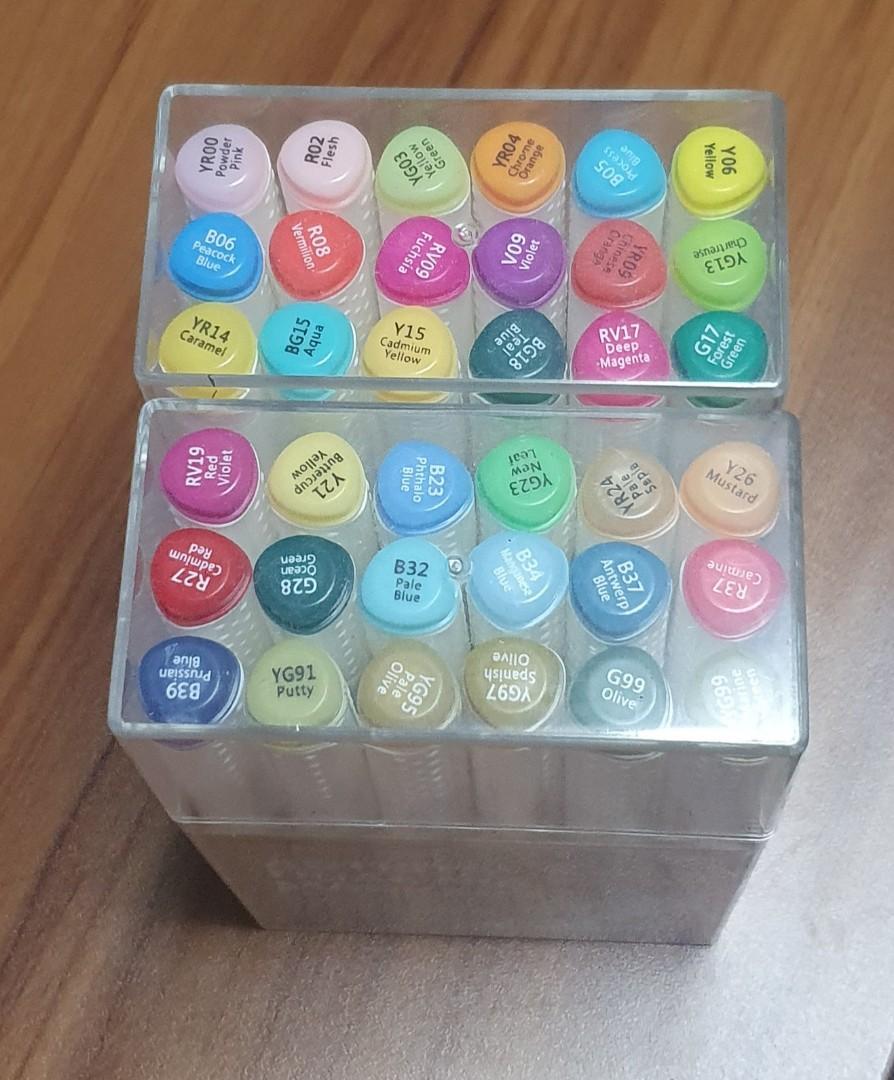 YR00
Powder
Pink
R02
Flesh
YG03
Yellow
Green
YR04
Chrome
Orange
B05
Process
Blue
Y06
Yellow
B06
Peacock
Blue
R08
Vermilion
RV09
Fuchsia
V09
Violet
YR09
Chinese
Orange
YG13
Chartreuse
YR14
Caramel
BG15
Aqua
Y15
Cadmium
Yellow
BG18
Teal
Blue
RV17
Deep
Magenta
G17
Forest
Green
RV19
Red
Violet
Y21
Buttercup
Yellow
B23
Phthalo
Blue
YG23
New
Leaf
YR24
Pale
Sepia
Y26
Mustard
R27
Cadmium
Red
G28
Ocean
Green
B32
Pale
Blue
B34
Manganese
Blue
B37
Antwerp
Blue
R37
Carmine
B39
Prussian
Blue
YG91
Putty
YG95
Pale
Olive
YG97
Spanish
Olive
G99
Olive